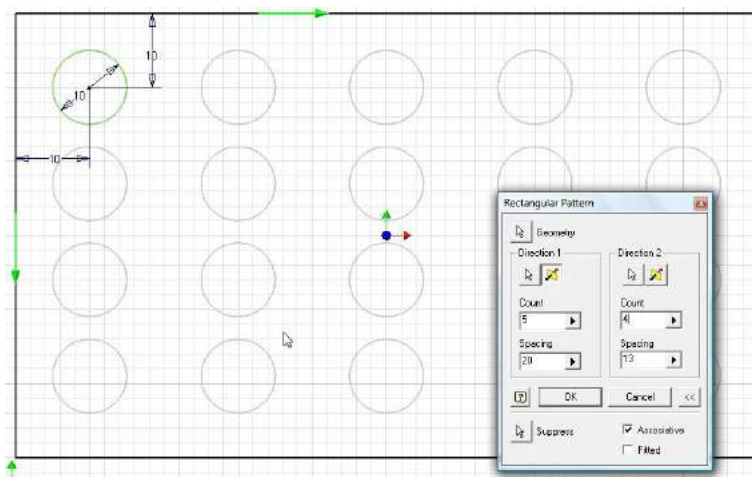 10
10
10
Rectangular Pattern
Geometry
Direction 1 Direction 2
Count Count
5 4
Spacing Spacing
20 13
? OK Cancel <<
Suppress Associative
Fitted